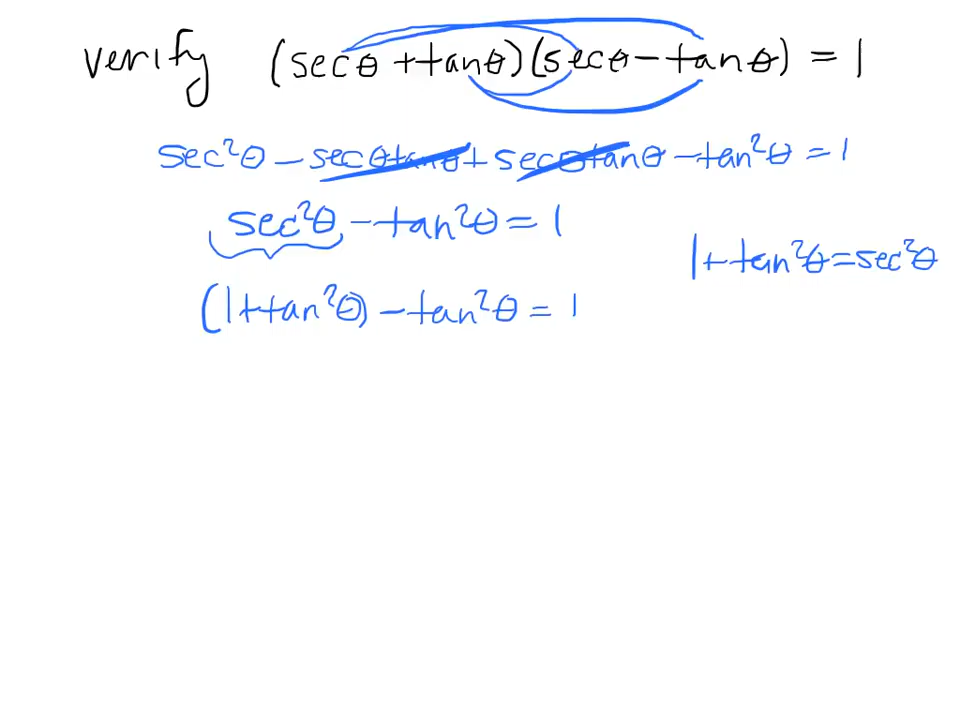 verify (secθ + tanθ)(secθ − tanθ) = 1
sec²θ − secθtanθ + secθtanθ − tan²θ = 1
sec²θ − tan²θ = 1
1 + tan²θ = sec²θ
(1 + tan²θ) − tan²θ = 1